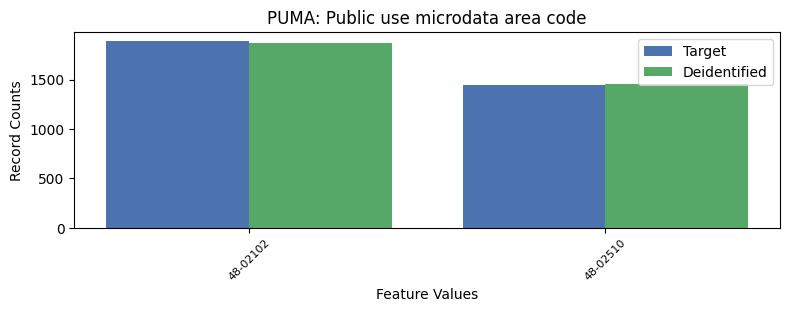 PUMA: Public use microdata area code
Target
Deidentified
Record Counts
1500
1000
500
0
48-02102
48-02510
Feature Values